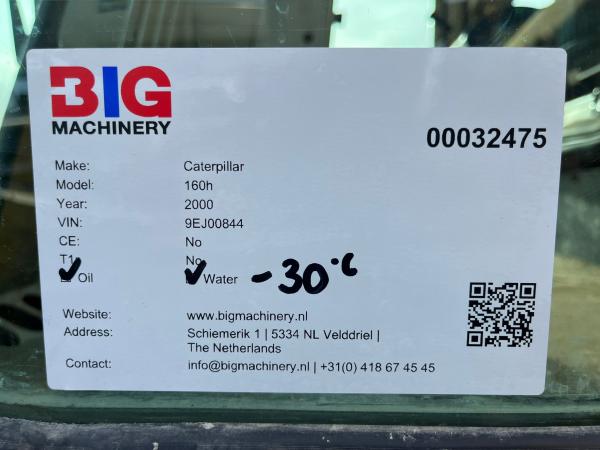 BIG
MACHINERY
00032475
Make: Caterpillar
Model: 160h
Year: 2000
VIN: 9EJ00844
CE: No
T1 No
Oil Water -30°C
Website: www.bigmachinery.nl
Address: Schiemerik 1 | 5334 NL Velddriel |
The Netherlands
Contact: info@bigmachinery.nl | +31(0) 418 67 45 45